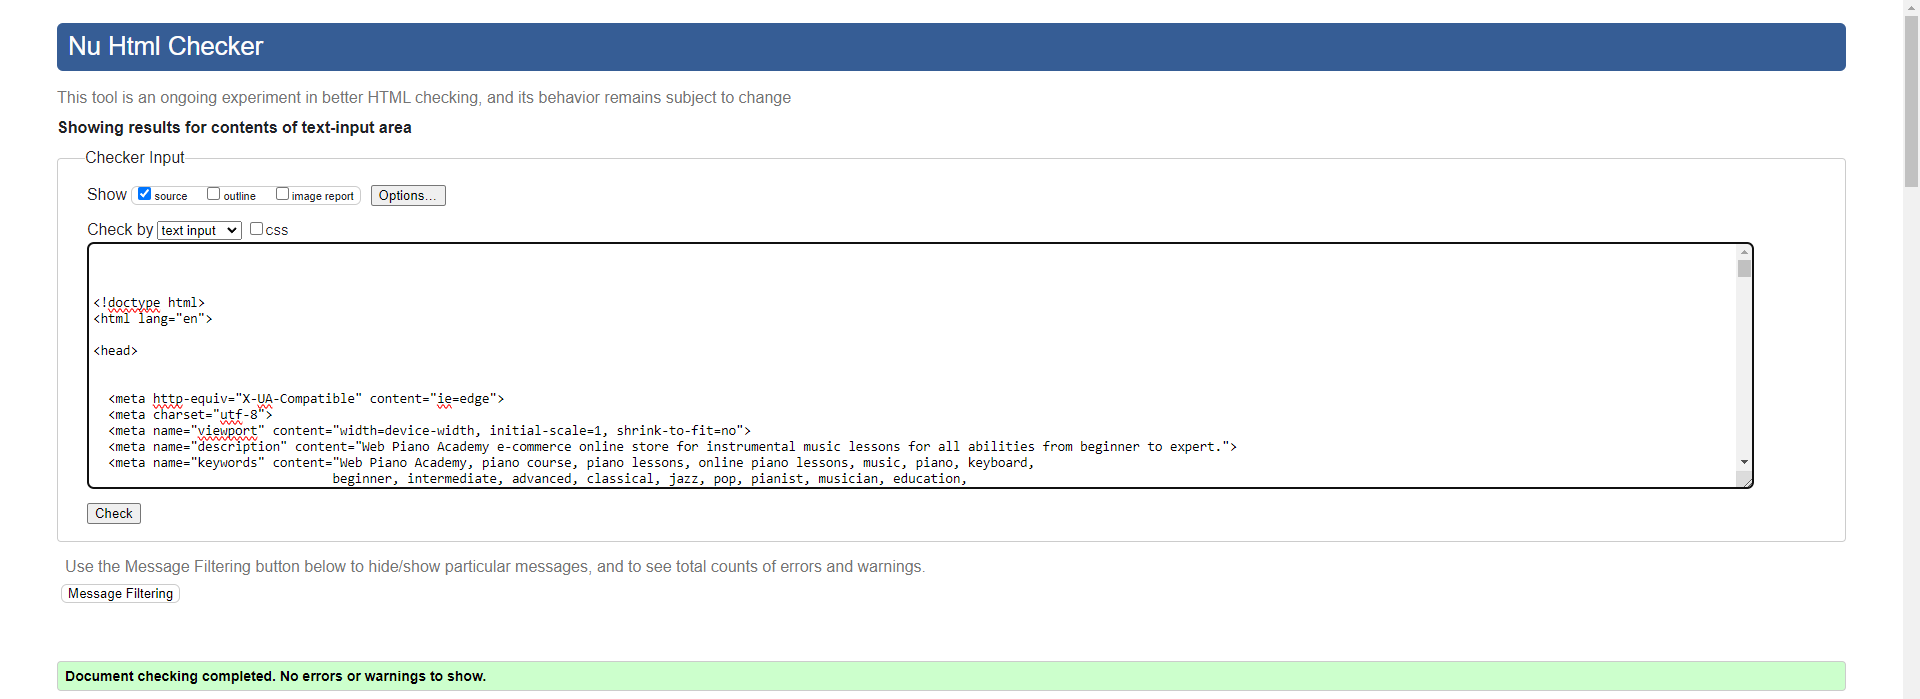 Nu Html Checker
This tool is an ongoing experiment in better HTML checking, and its behavior remains subject to change
Showing results for contents of text-input area
Checker Input
Show source outline image report Options...
Check by text input css
<!doctype html>
<html lang="en">
<head>
<meta http-equiv="X-UA-Compatible" content="ie=edge">
<meta charset="utf-8">
<meta name="viewport" content="width=device-width, initial-scale=1, shrink-to-fit=no">
<meta name="description" content="Web Piano Academy e-commerce online store for instrumental music lessons for all abilities from beginner to expert.">
<meta name="keywords" content="Web Piano Academy, piano course, piano lessons, online piano lessons, music, piano, keyboard,
beginner, intermediate, advanced, classical, jazz, pop, pianist, musician, education,
Check
Use the Message Filtering button below to hide/show particular messages, and to see total counts of errors and warnings.
Message Filtering
Document checking completed. No errors or warnings to show.